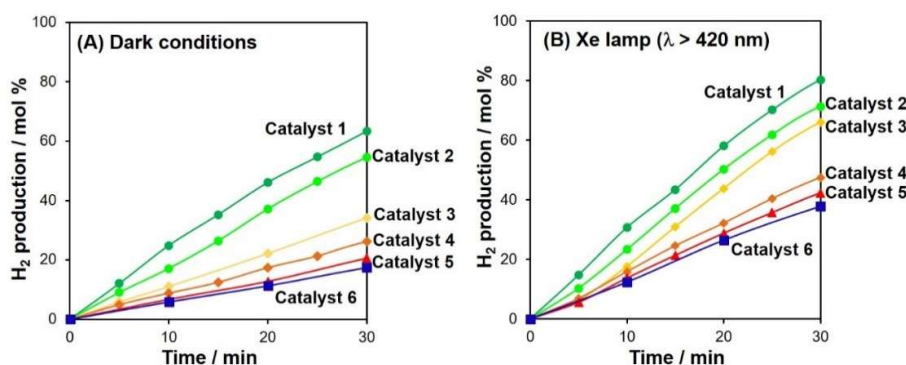 (A) Dark conditions
H₂ production / mol %
100
80
60
40
20
0
Catalyst 1
Catalyst 2
Catalyst 3
Catalyst 4
Catalyst 5
Catalyst 6
0 10 20 30
Time / min
(B) Xe lamp (λ > 420 nm)
H₂ production / mol %
100
80
60
40
20
0
Catalyst 1
Catalyst 2
Catalyst 3
Catalyst 4
Catalyst 5
Catalyst 6
0 10 20 30
Time / min